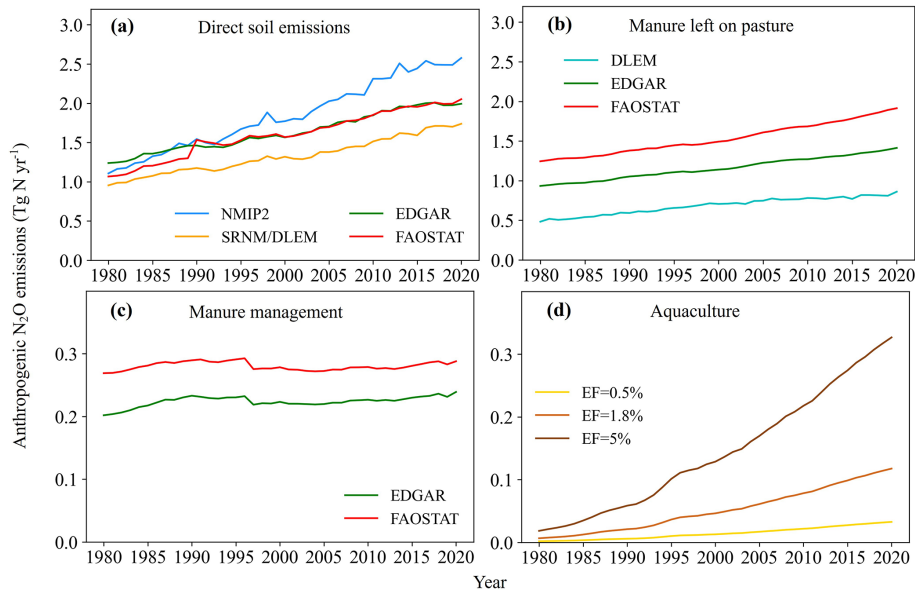 (a) Direct soil emissions
3.0
2.5
2.0
1.5
1.0
0.5
0.0
NMIP2
SRNM/DLEM
EDGAR
FAOSTAT
1980 1985 1990 1995 2000 2005 2010 2015 2020
(b) Manure left on pasture
3.0
2.5
2.0
1.5
1.0
0.5
0.0
DLEM
EDGAR
FAOSTAT
1980 1985 1990 1995 2000 2005 2010 2015 2020
Anthropogenic N₂O emissions (Tg N yr⁻¹)
(c) Manure management
0.3
0.2
0.1
0.0
EDGAR
FAOSTAT
1980 1985 1990 1995 2000 2005 2010 2015 2020
(d) Aquaculture
0.3
0.2
0.1
0.0
EF=0.5%
EF=1.8%
EF=5%
1980 1985 1990 1995 2000 2005 2010 2015 2020
Year